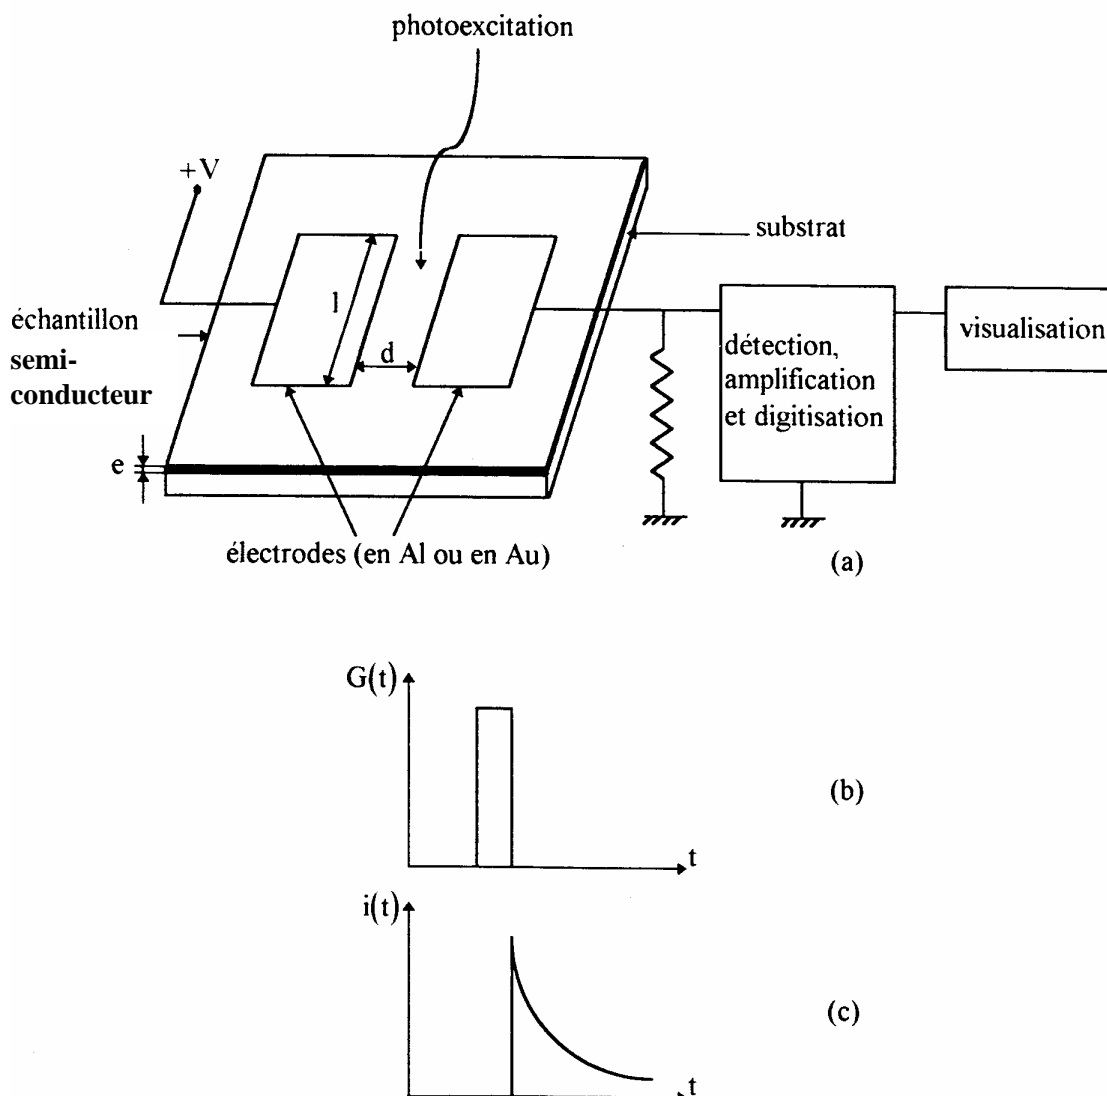 photoexcitation
+V
substrat
échantillon
semi-
conducteur
l
d
détection,
amplification
et digitisation
visualisation
e
électrodes (en Al ou en Au)
(a)
G(t)
t
(b)
i(t)
t
(c)